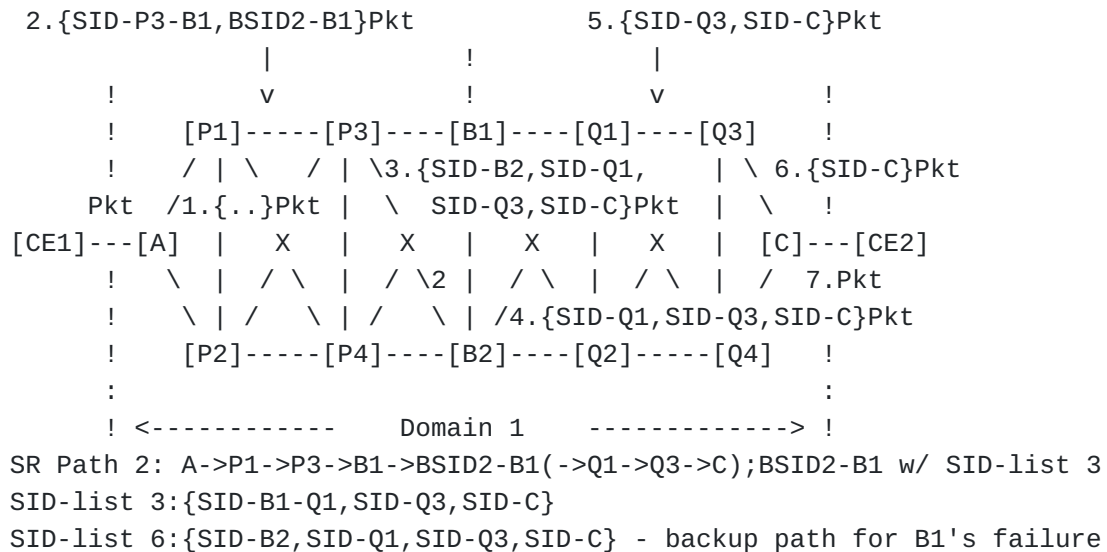 2.{SID-P3-B1,BSID2-B1}Pkt              5.{SID-Q3,SID-C}Pkt
                |            !           |
      !         v            !           v          !
      !    [P1]-----[P3]----[B1]----[Q1]----[Q3]    !
      !    / | \   / | \3.{SID-B2,SID-Q1,    | \ 6.{SID-C}Pkt
     Pkt  /1.{..}Pkt |  \  SID-Q3,SID-C}Pkt  |  \   !
[CE1]---[A]  |   X   |   X   |   X   |   X   |  [C]---[CE2]
      !   \  |  / \  |  / \2 |  / \  |  / \  |  /  7.Pkt
      !    \ | /   \ | /   \ | /4.{SID-Q1,SID-Q3,SID-C}Pkt
      !    [P2]-----[P4]----[B2]----[Q2]-----[Q4]   !
      :                                             :
      ! <------------    Domain 1    -------------> !
SR Path 2: A->P1->P3->B1->BSID2-B1(->Q1->Q3->C);BSID2-B1 w/ SID-list 3
SID-list 3:{SID-B1-Q1,SID-Q3,SID-C}
SID-list 6:{SID-B2,SID-Q1,SID-Q3,SID-C} - backup path for B1's failure